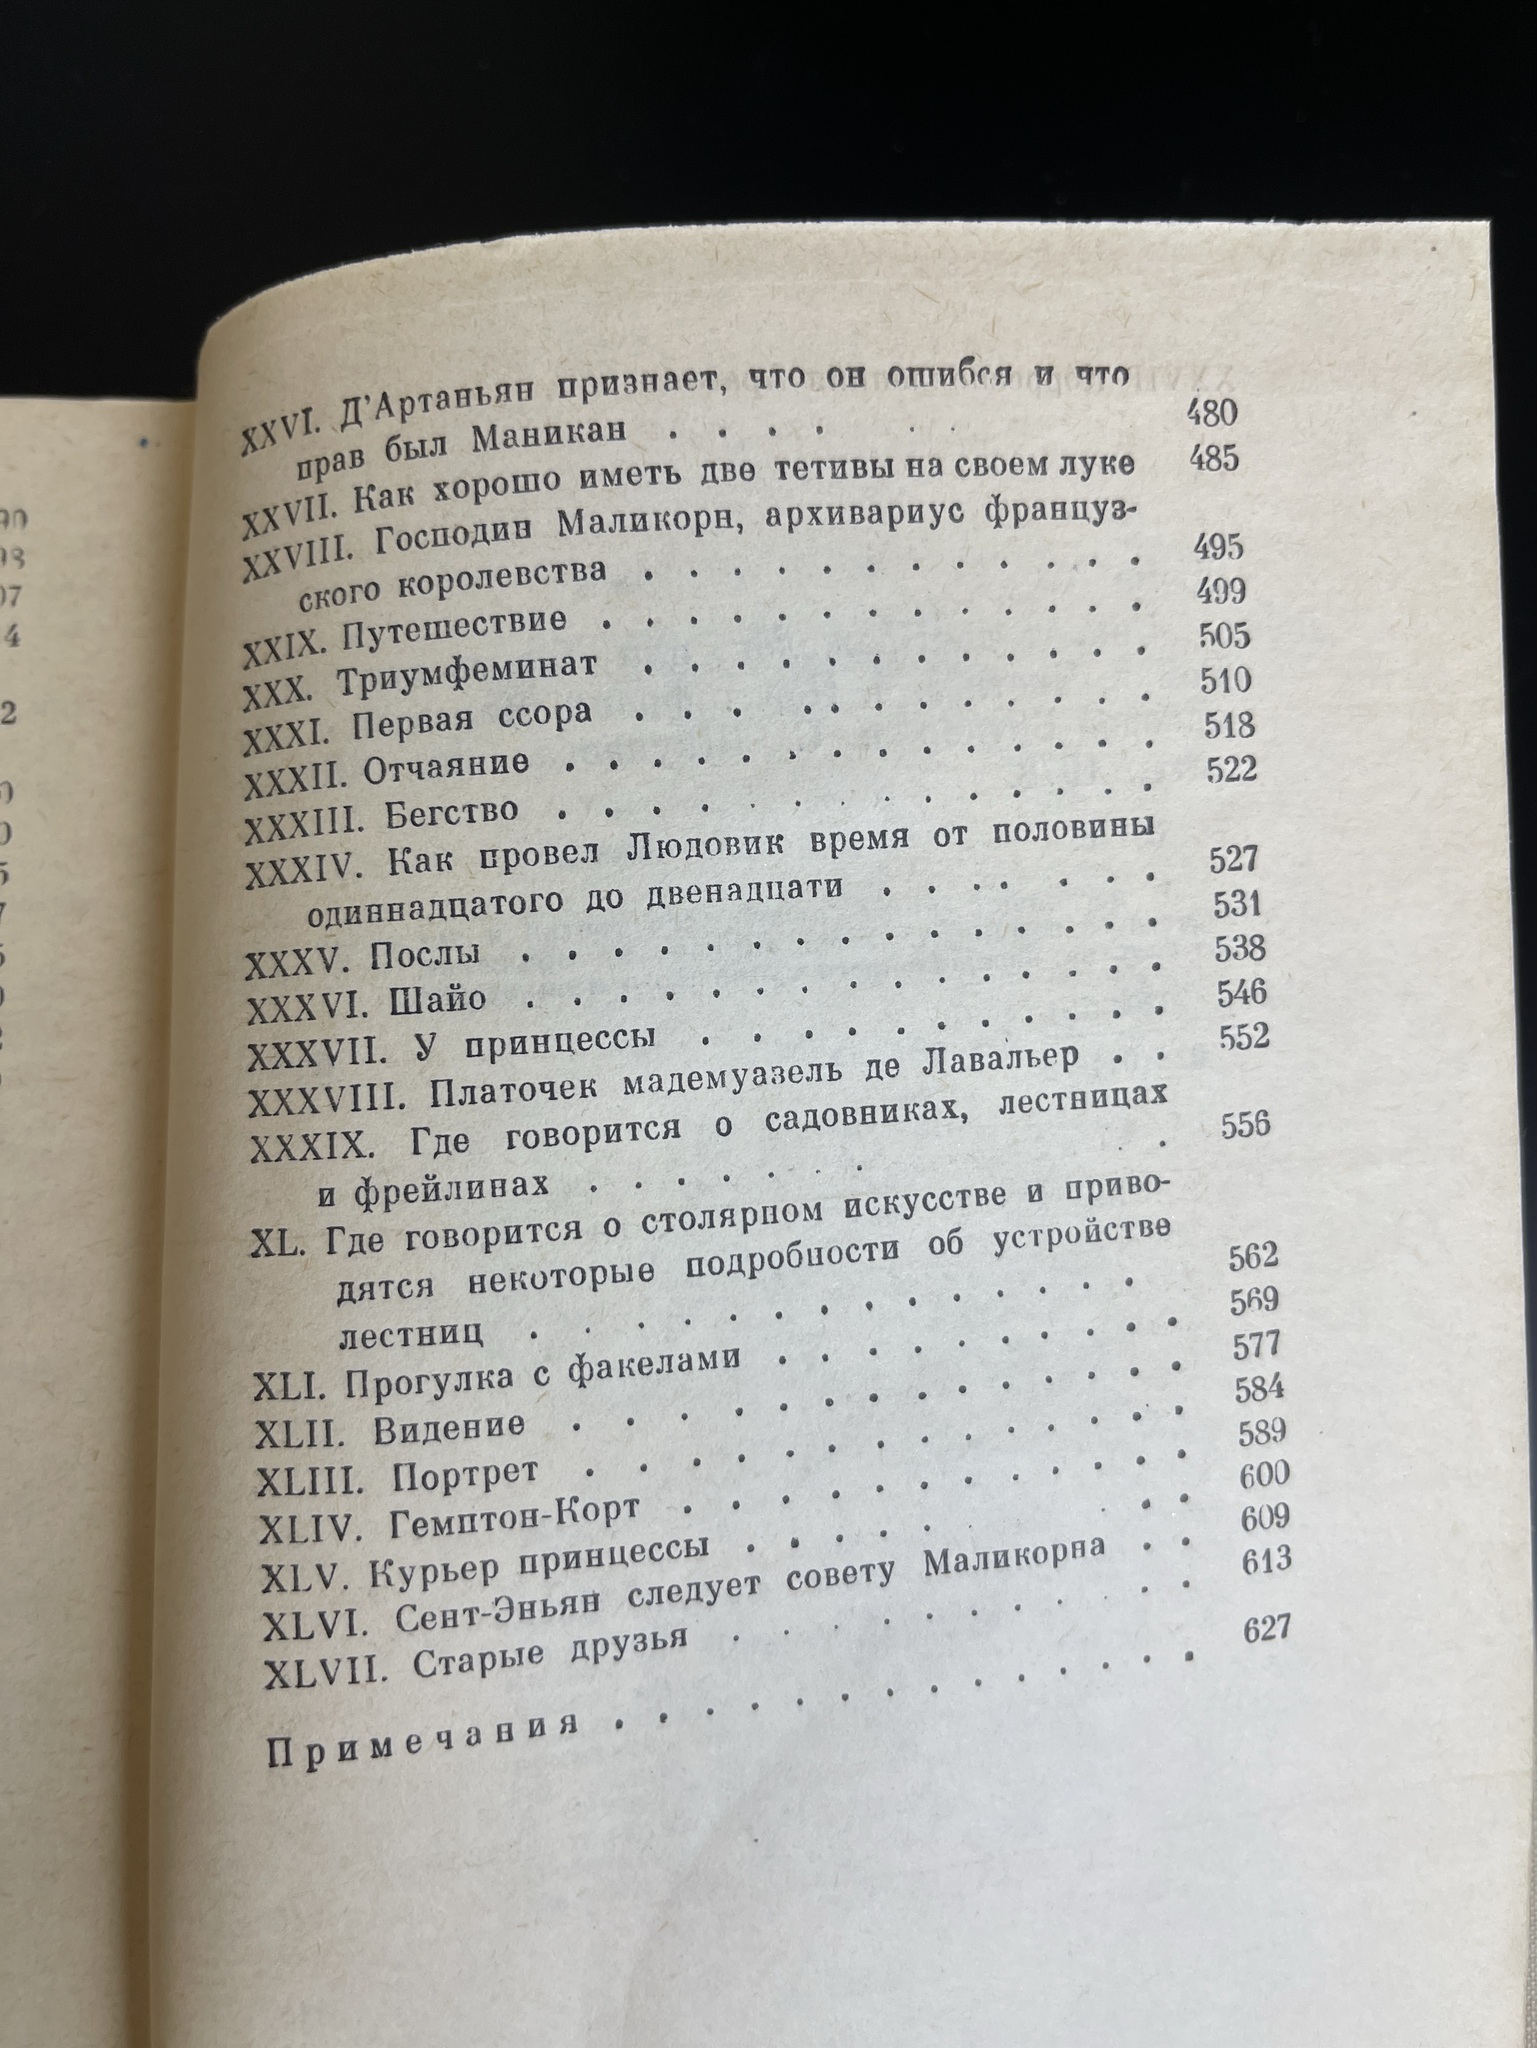 XXVI. Д’Артаньян признает, что он ошибся и что
прав был Маникан . . . . . . 480
XXVII. Как хорошо иметь две тетивы на своем луке 485
XXVIII. Господин Маликорн, архивариус француз-
ского королевства . . . . . . . . . . . . 495
XXIX. Путешествие . . . . . . . . . . . . . 499
XXX. Триумфеминат . . . . . . . . . . . . 505
XXXI. Первая ссора . . . . . . . . . . . . 510
XXXII. Отчаяние . . . . . . . . . . . . . . 518
XXXIII. Бегство . . . . . . . . . . . . . . 522
XXXIV. Как провел Людовик время от половины
одиннадцатого до двенадцати . . . . . . . 527
XXXV. Послы . . . . . . . . . . . . . . . 531
XXXVI. Шайо . . . . . . . . . . . . . . . 538
XXXVII. У принцессы . . . . . . . . . . . 546
XXXVIII. Платочек мадемуазель де Лавальер . . 552
XXXIX. Где говорится о садовниках, лестницах
и фрейлинах . . . . . . . . 556
XL. Где говорится о столярном искусстве и приво-
дятся некоторые подробности об устройстве
лестниц . . . . . . . . . . . . . 562
XLI. Прогулка с факелами . . . . . . . . . . 569
XLII. Видение . . . . . . . . . . . . 577
XLIII. Портрет . . . . . . . . . . . . 584
XLIV. Гемптон-Корт . . . . . . . . . . . . 589
XLV. Курьер принцессы . . . . . . . 600
XLVI. Сент-Эньян следует совету Маликорна . . 609
XLVII. Старые друзья . . . . . . . . . . 613
Примечания . . . . . . . . . . . . . . 627